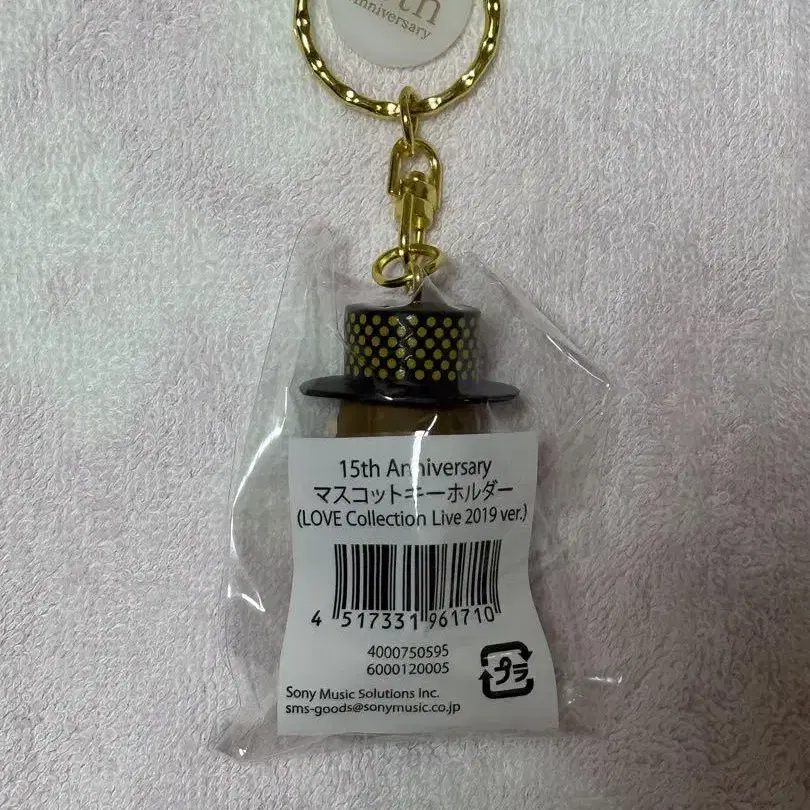 th
Anniversary
15th Anniversary
マスコットキーホルダー
(LOVE Collection Live 2019 ver.)
4 517331 961710
4000750595
6000120005
プラ
Sony Music Solutions Inc.
sms-goods@sonymusic.co.jp